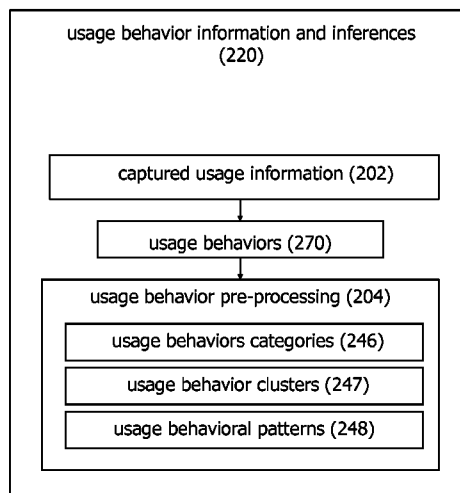 usage behavior information and inferences
(220)
captured usage information (202)
usage behaviors (270)
usage behavior pre-processing (204)
usage behaviors categories (246)
usage behavior clusters (247)
usage behavioral patterns (248)